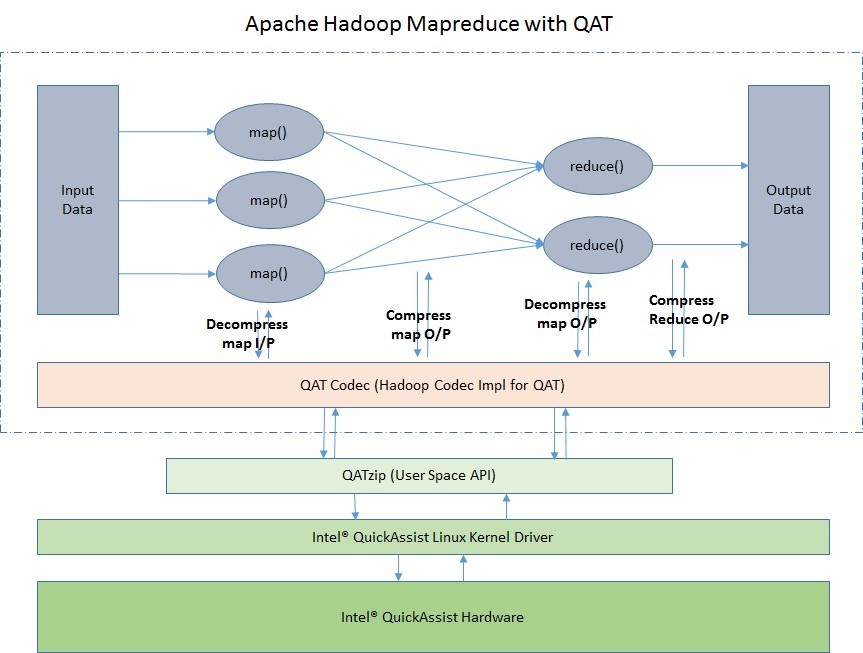 Apache Hadoop Mapreduce with QAT
map()
reduce()
Input
Data
map()
Output
Data
reduce()
map()
Decompress
map I/P
Compress
map O/P
Decompress
map O/P
Compress
Reduce O/P
QAT Codec (Hadoop Codec Impl for QAT)
QATzip (User Space API)
Intel® QuickAssist Linux Kernel Driver
Intel® QuickAssist Hardware